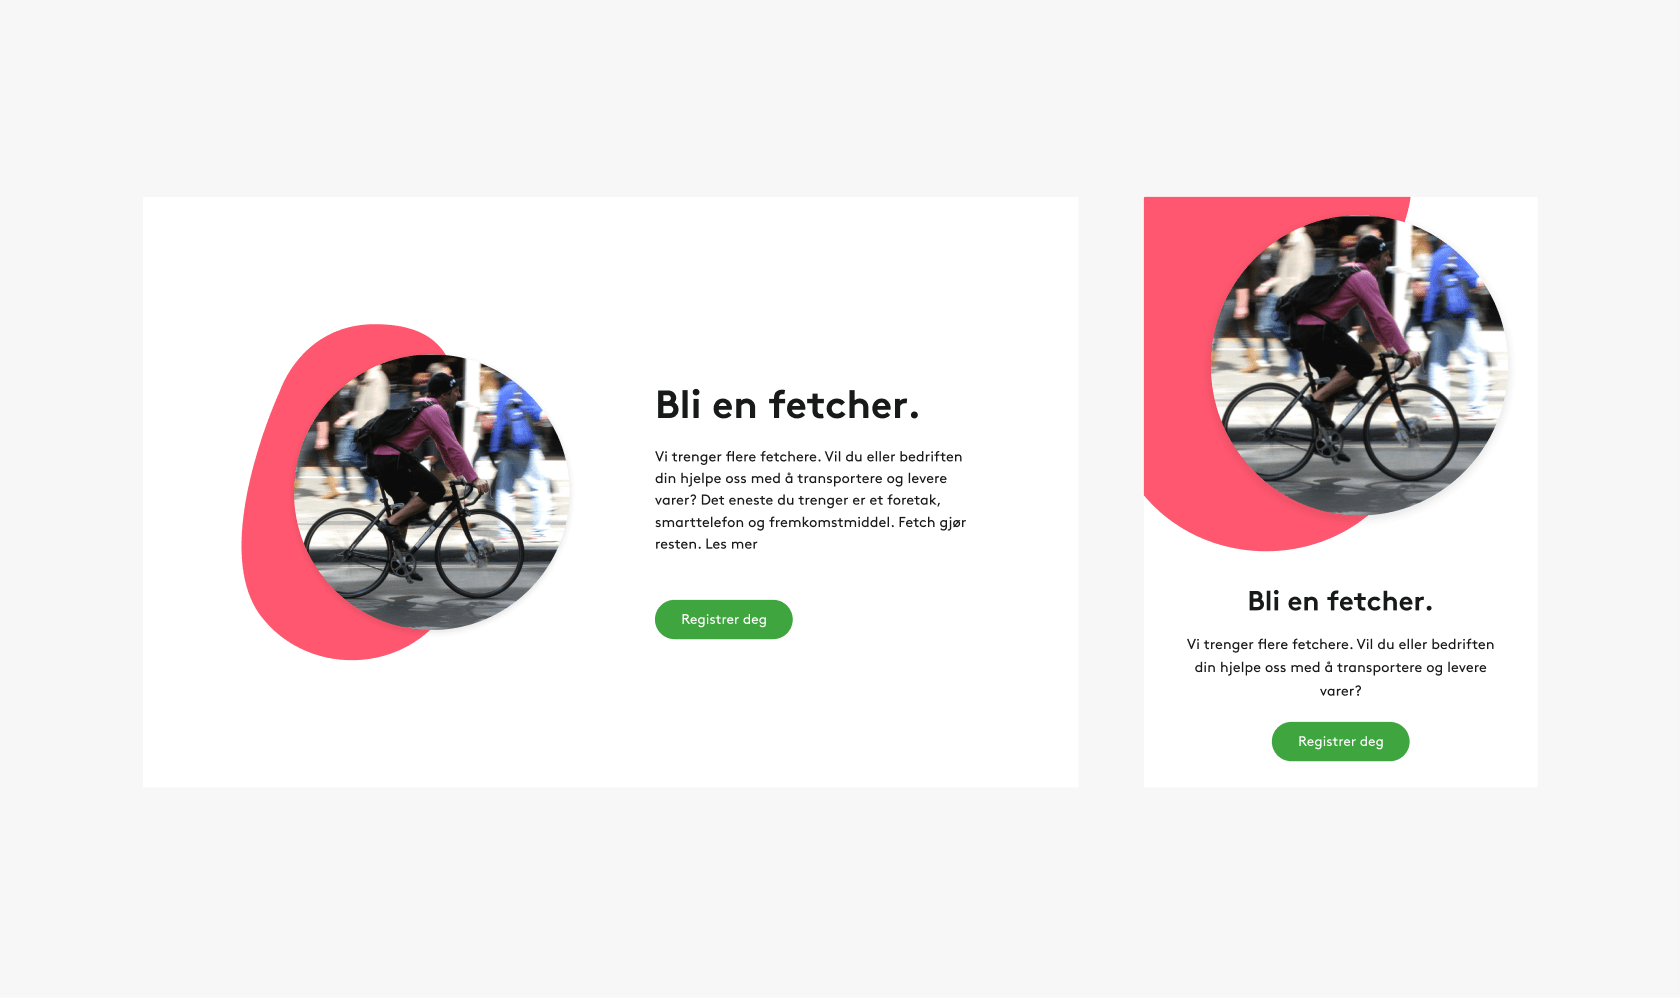 Bli en fetcher.
Vi trenger flere fetchere. Vil du eller bedriften
din hjelpe oss med å transportere og levere
varer? Det eneste du trenger er et foretak,
smarttelefon og fremkomstmiddel. Fetch gjør
resten. Les mer
Registrer deg
Bli en fetcher.
Vi trenger flere fetchere. Vil du eller bedriften
din hjelpe oss med å transportere og levere
varer?
Registrer deg